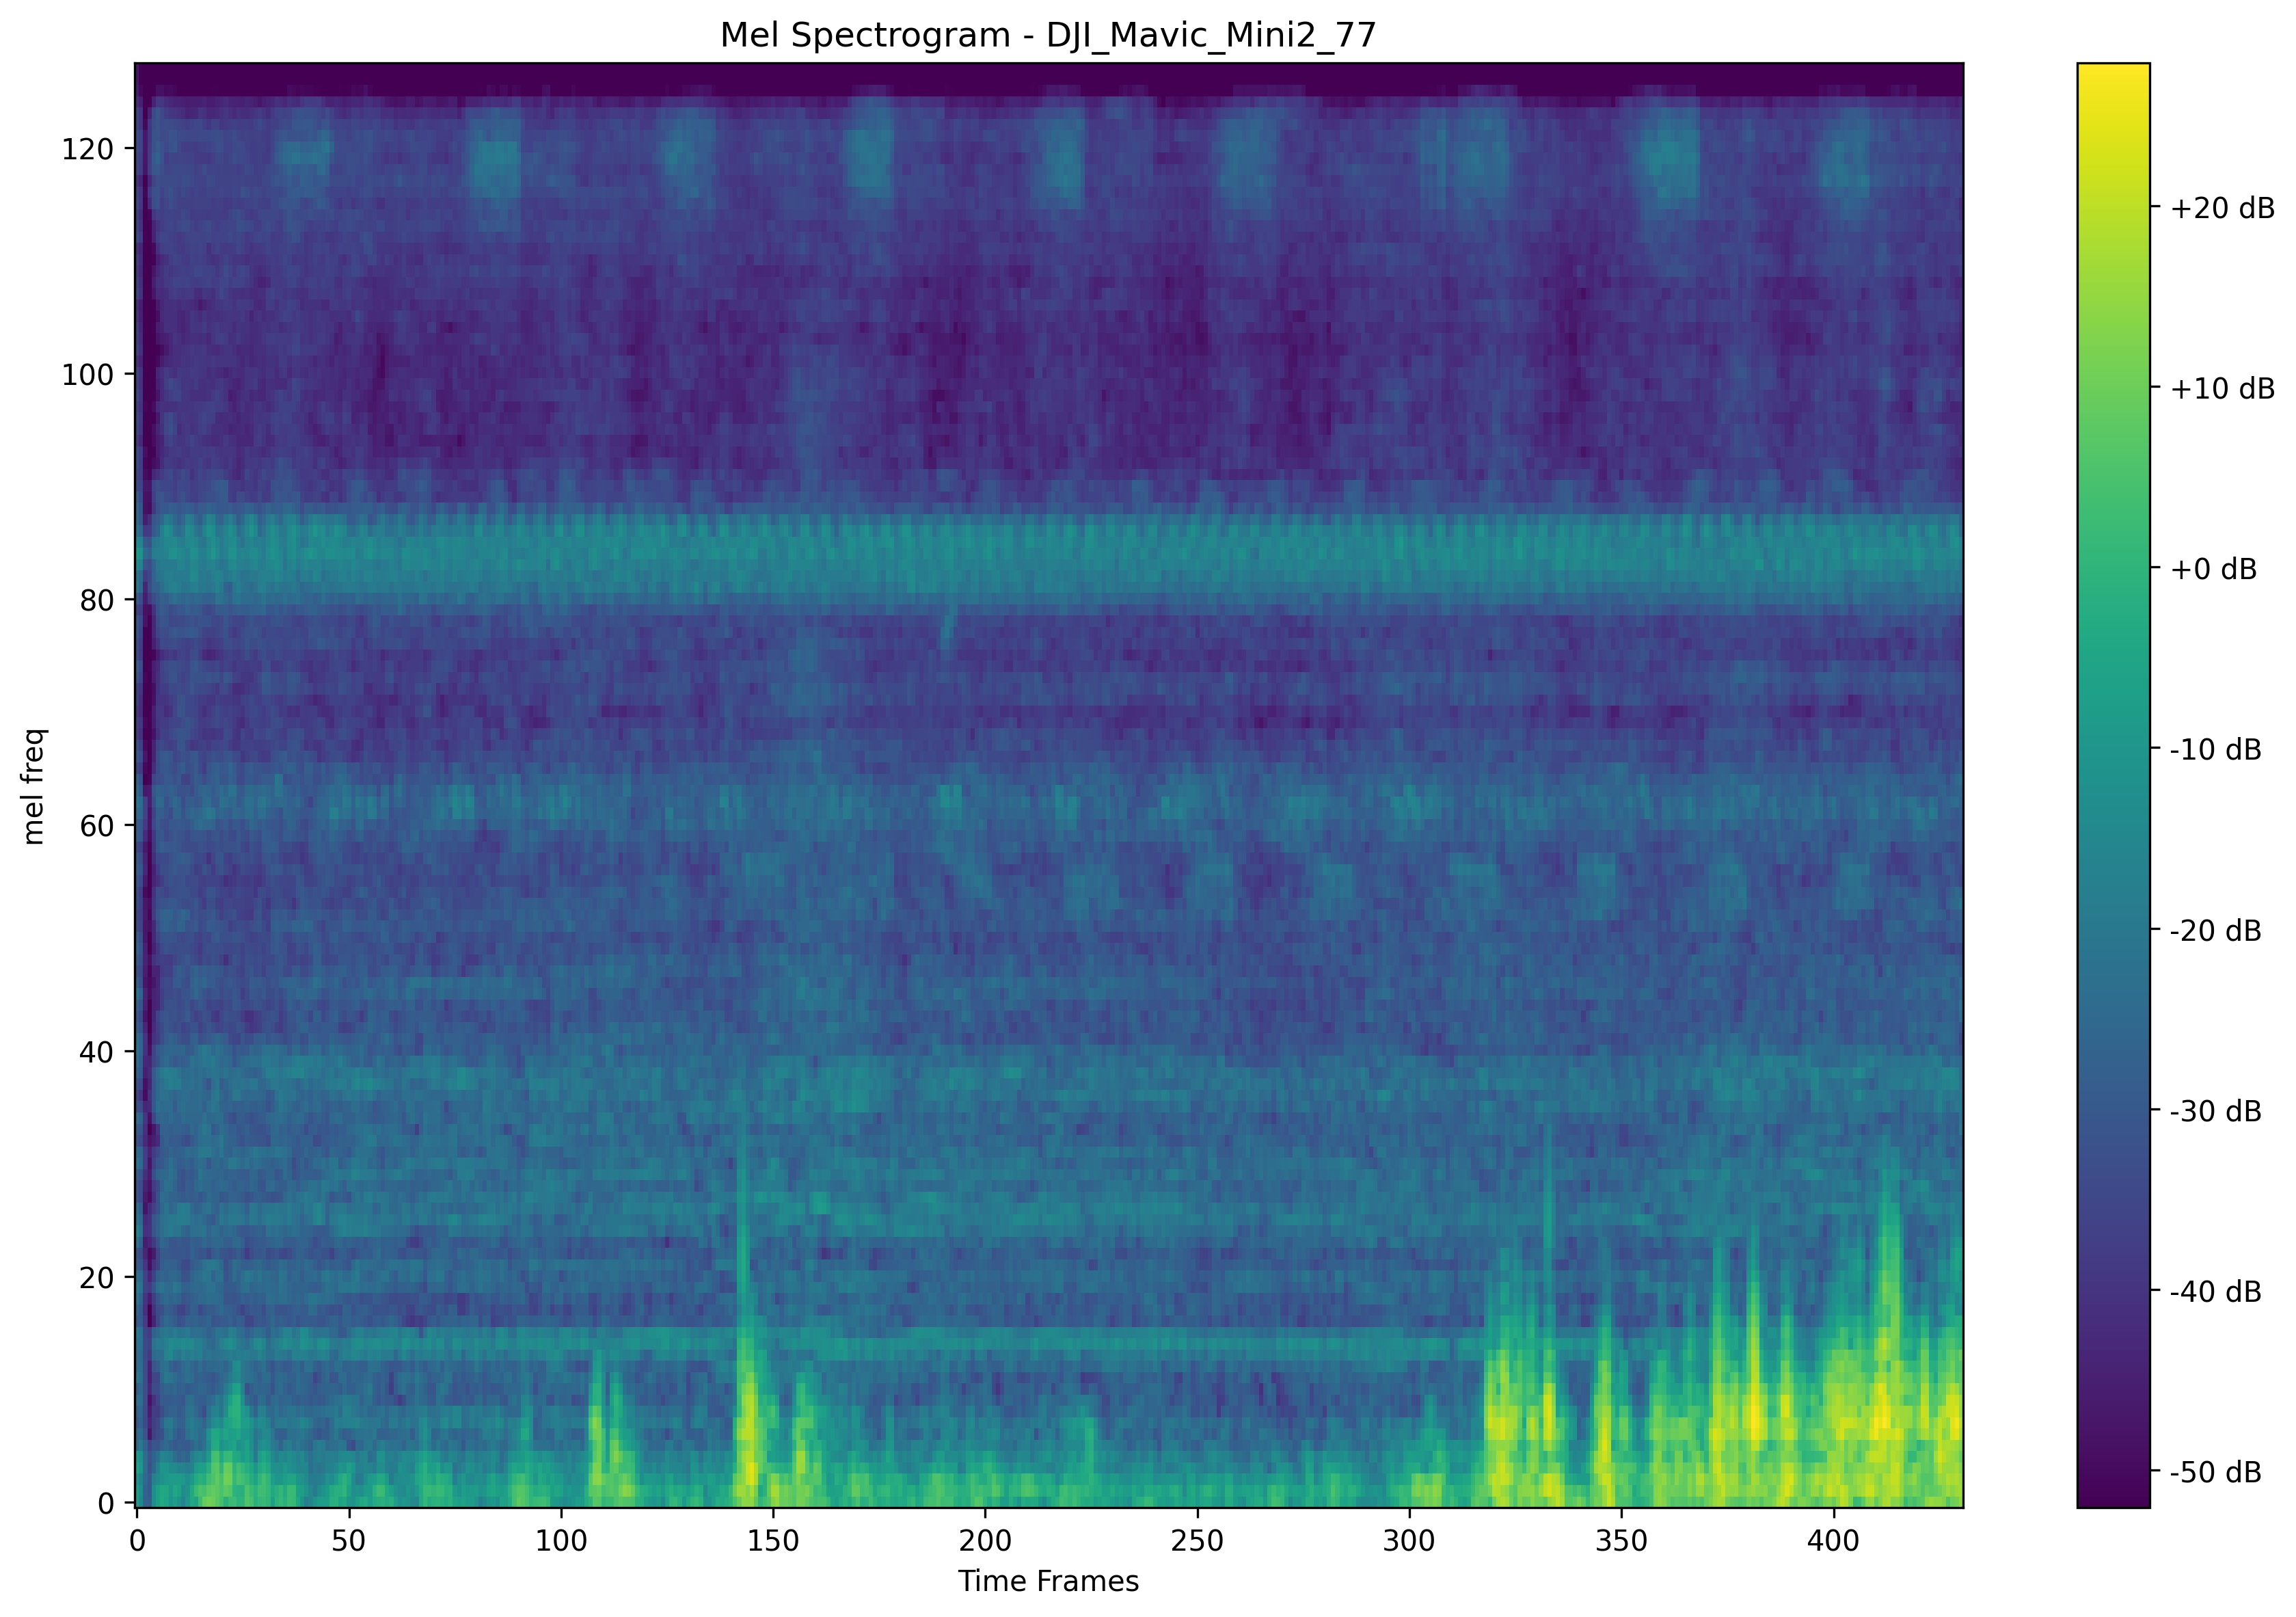 Mel Spectrogram - DJI_Mavic_Mini2_77
120
100
80
60
40
20
0
mel freq
0 50 100 150 200 250 300 350 400
Time Frames
+20 dB
+10 dB
+0 dB
-10 dB
-20 dB
-30 dB
-40 dB
-50 dB